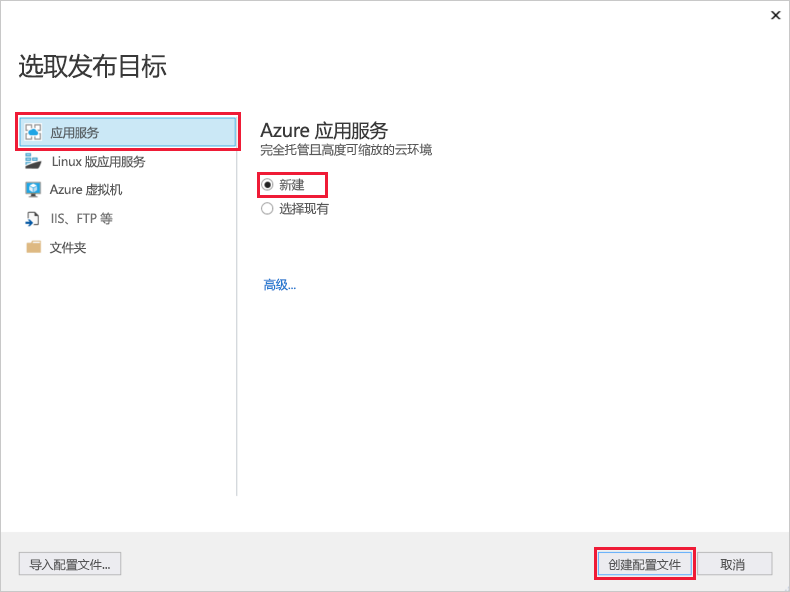 选取发布目标
应用服务
Linux 版应用服务
Azure 虚拟机
IIS、FTP 等
文件夹
Azure 应用服务
完全托管且高度可缩放的云环境
新建
选择现有
高级...
导入配置文件...
创建配置文件
取消